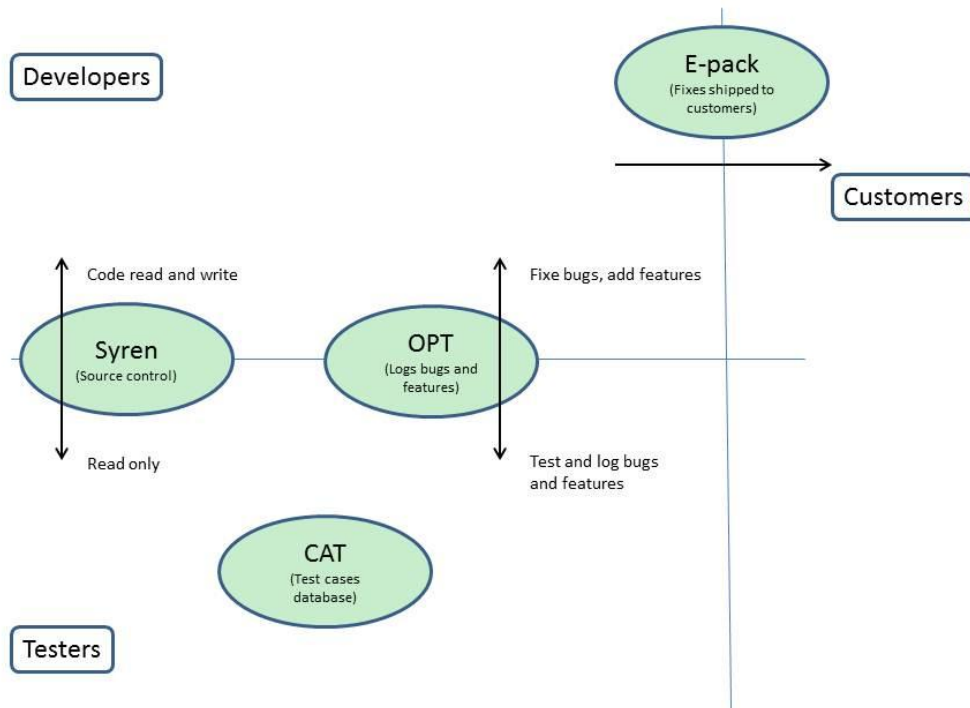 Developers
E-pack
(Fixes shipped to
customers)
Customers
Code read and write
Fixe bugs, add features
Syren
(Source control)
OPT
(Logs bugs and
features)
Read only
Test and log bugs
and features
CAT
(Test cases
database)
Testers